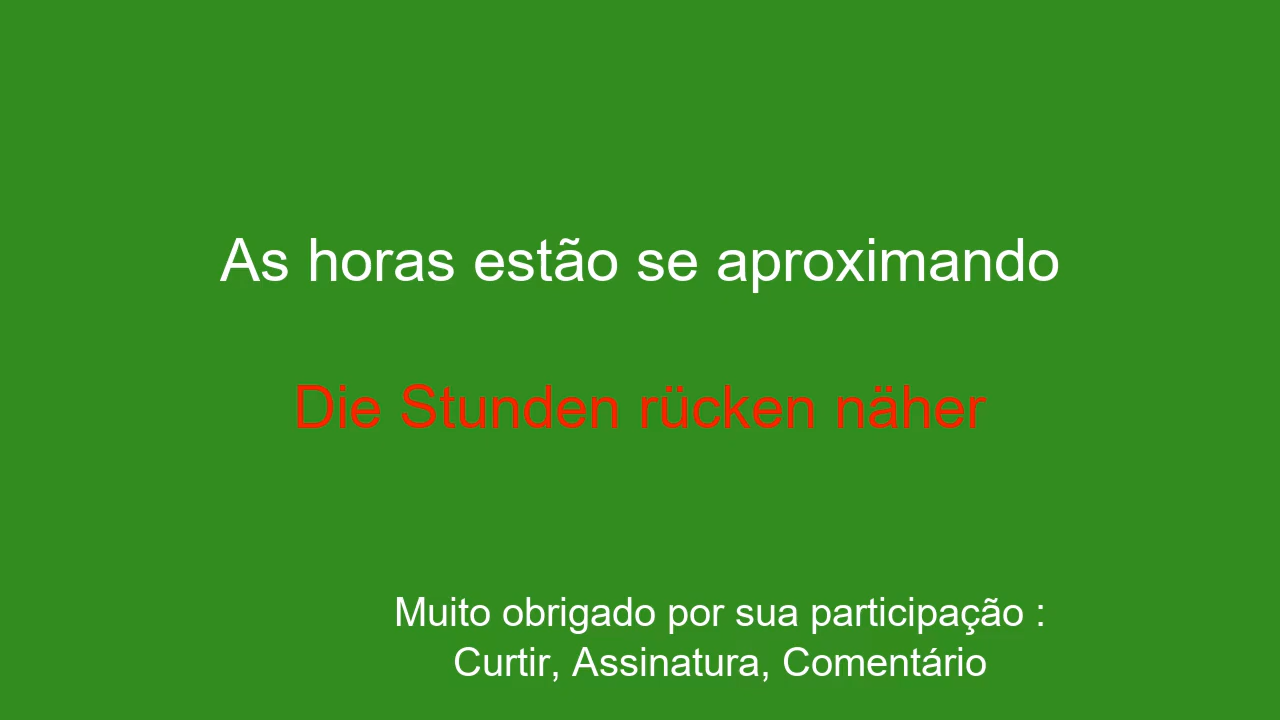 As horas estão se aproximando
Die Stunden rücken näher
Muito obrigado por sua participação :
Curtir, Assinatura, Comentário